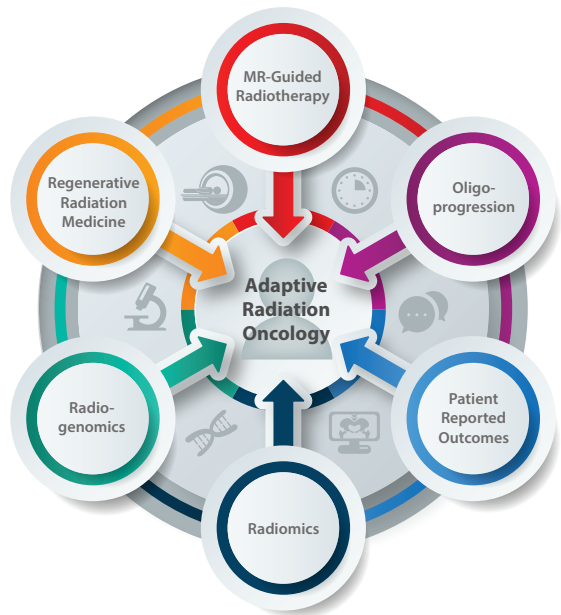 MR-Guided
Radiotherapy
Oligo-
progression
Patient
Reported
Outcomes
Radiomics
Radio-
genomics
Regenerative
Radiation
Medicine
Adaptive
Radiation
Oncology